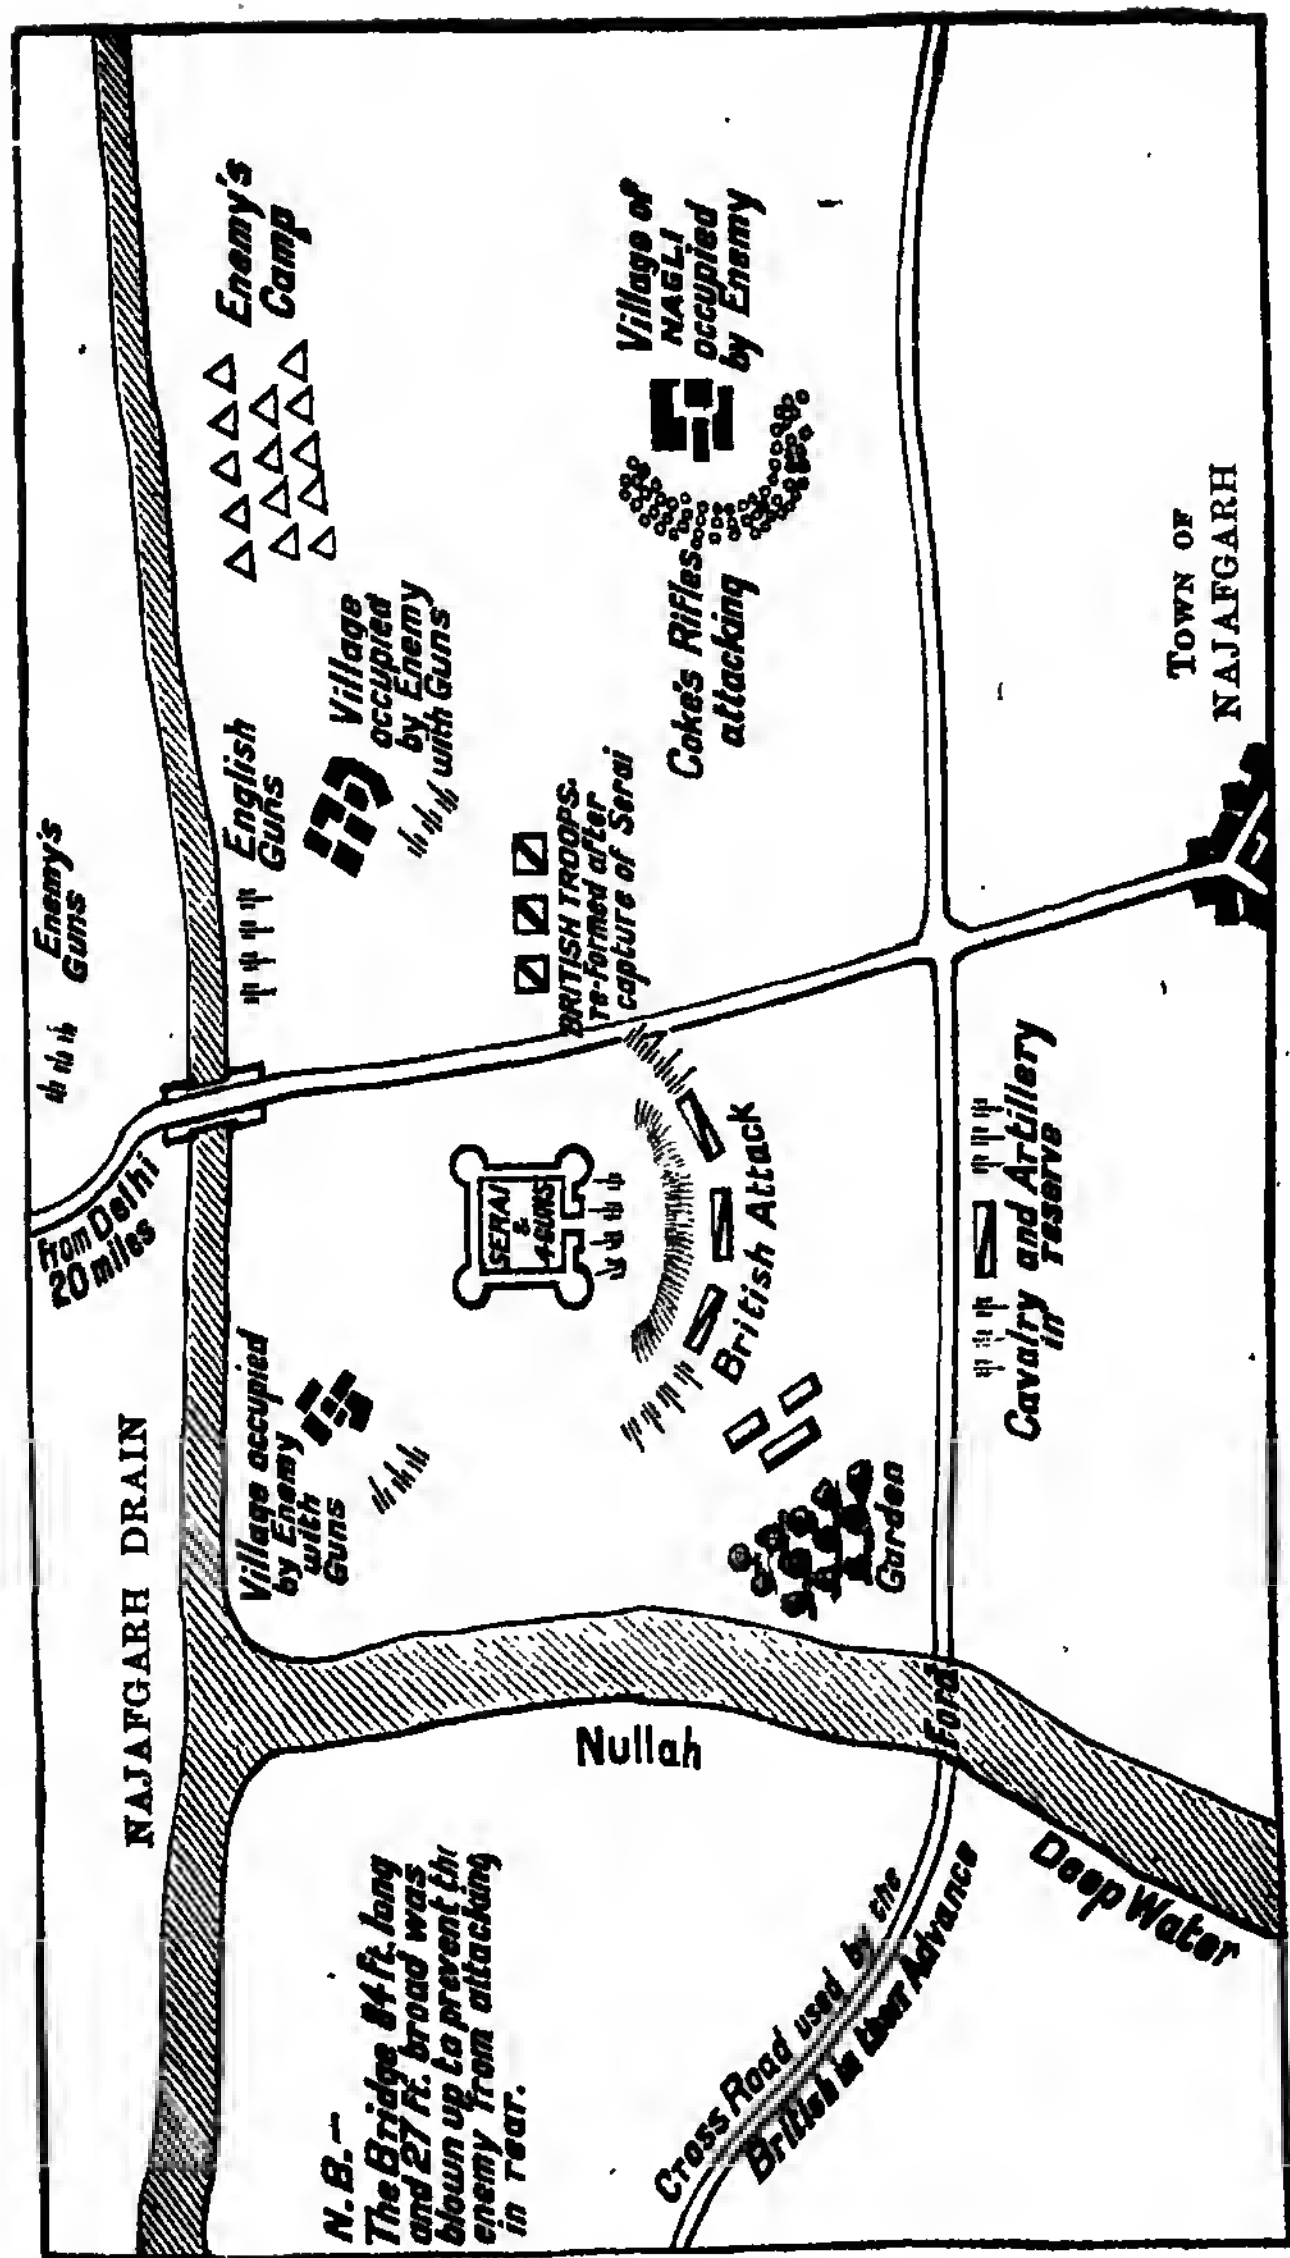 N.B.—
The Bridge 84 ft. long
and 27 ft. broad was
blown up to prevent the
enemy from attacking
in rear.
NAJAFGARH DRAIN
From Delhi
20 miles
Enemy's
Guns
Village occupied
by Enemy
with
Guns
English
Guns
Enemy's
Camp
Village
occupied
by Enemy
with Guns
SERAI
&
4 GUNS
BRITISH TROOPS.
re-formed after
capture of Serai
Village of
NAGLI
occupied
by Enemy
Coke's Rifles
attacking
Nullah
British Attack
Garden
Cross Road used by the
British in their Advance
Ford
Cavalry and Artillery
in reserve
Deep Water
TOWN OF
NAJAFGARH